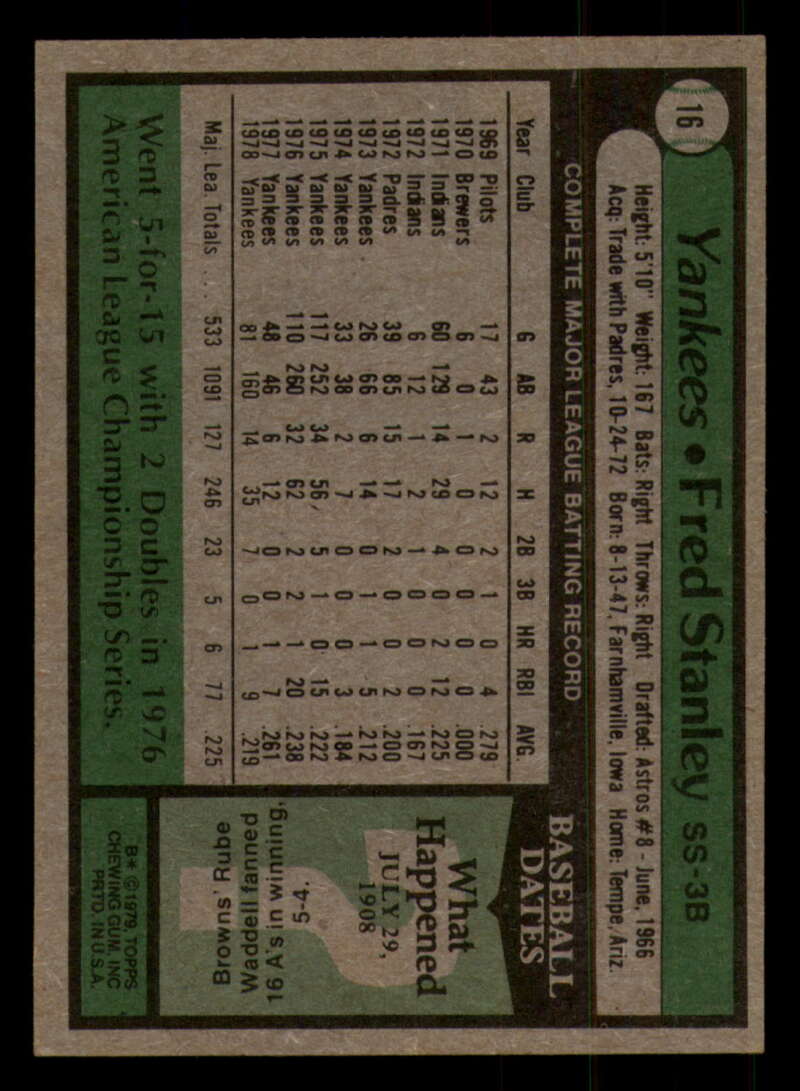 16
Yankees • Fred Stanley SS-3B
Height: 5'10" Weight: 167 Bats: Right Throws: Right Drafted: Astros #8 - June, 1966
Acq: Trade with Padres, 10-24-72 Born: 8-13-47, Farnhamville, Iowa Home: Tempe, Ariz.
COMPLETE MAJOR LEAGUE BATTING RECORD
Year Club G AB R H 2B 3B HR RBI AVG
1969 Pilots 17 43 2 12 2 1 0 4 .279
1970 Brewers 6 0 1 0 0 0 0 0 .000
1971 Indians 60 129 14 29 4 0 2 12 .225
1972 Indians 6 12 1 2 1 0 0 0 .167
1972 Padres 39 85 15 17 2 0 0 2 .200
1973 Yankees 26 66 6 14 0 1 1 5 .212
1974 Yankees 33 38 2 7 0 0 0 3 .184
1975 Yankees 117 252 34 56 5 1 0 15 .222
1976 Yankees 110 260 32 62 2 2 1 20 .238
1977 Yankees 48 46 6 12 0 0 1 7 .261
1978 Yankees 81 160 14 35 7 0 1 9 .219
Maj. Lea. Totals . . . 533 1091 127 246 23 5 6 77 .225
Went 5-for-15 with 2 Doubles in 1976
American League Championship Series.
BASEBALL
DATES
What
Happened
JULY 29,
1908
Browns' Rube
Waddell fanned
16 A's in winning,
5-4.
B* © 1979 TOPPS
CHEWING GUM, INC
PRTD. IN U.S.A.